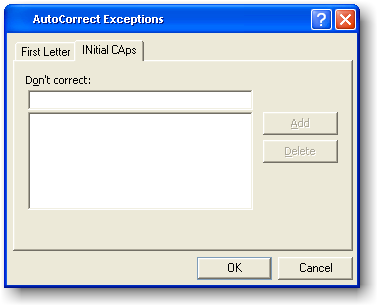 AutoCorrect Exceptions
First Letter INitial CAps
Don't correct:
Add
Delete
OK Cancel